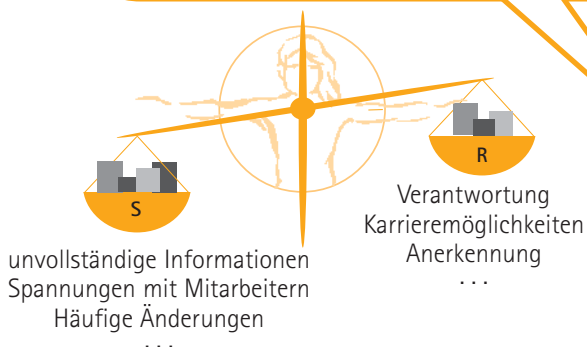 S
unvollständige Informationen
Spannungen mit Mitarbeitern
Häufige Änderungen
. . .
R
Verantwortung
Karrieremöglichkeiten
Anerkennung
. . .